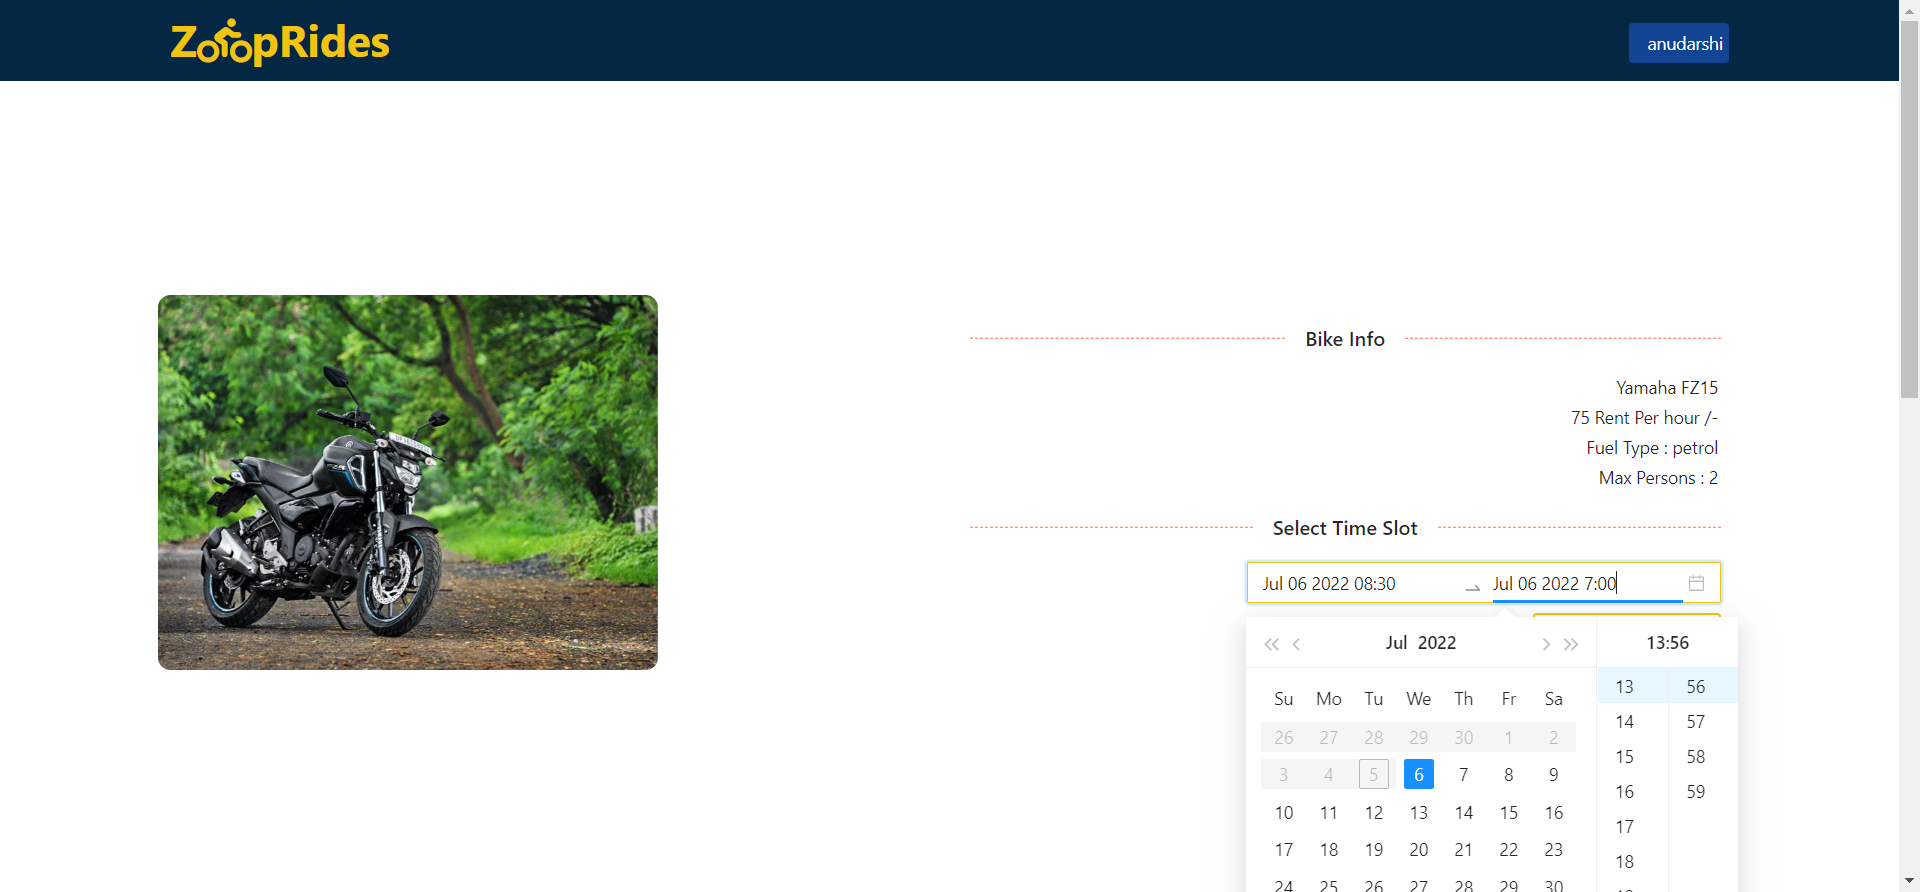 ZoopRides
anudarshi
Bike Info
Yamaha FZ15
75 Rent Per hour /-
Fuel Type : petrol
Max Persons : 2
Select Time Slot
Jul 06 2022 08:30
Jul 06 2022 7:00
Jul 2022
13:56
Su Mo Tu We Th Fr Sa
26 27 28 29 30 1 2
3 4 5 6 7 8 9
10 11 12 13 14 15 16
17 18 19 20 21 22 23
24 25 26 27 28 29 30
13 56
14 57
15 58
16 59
17
18